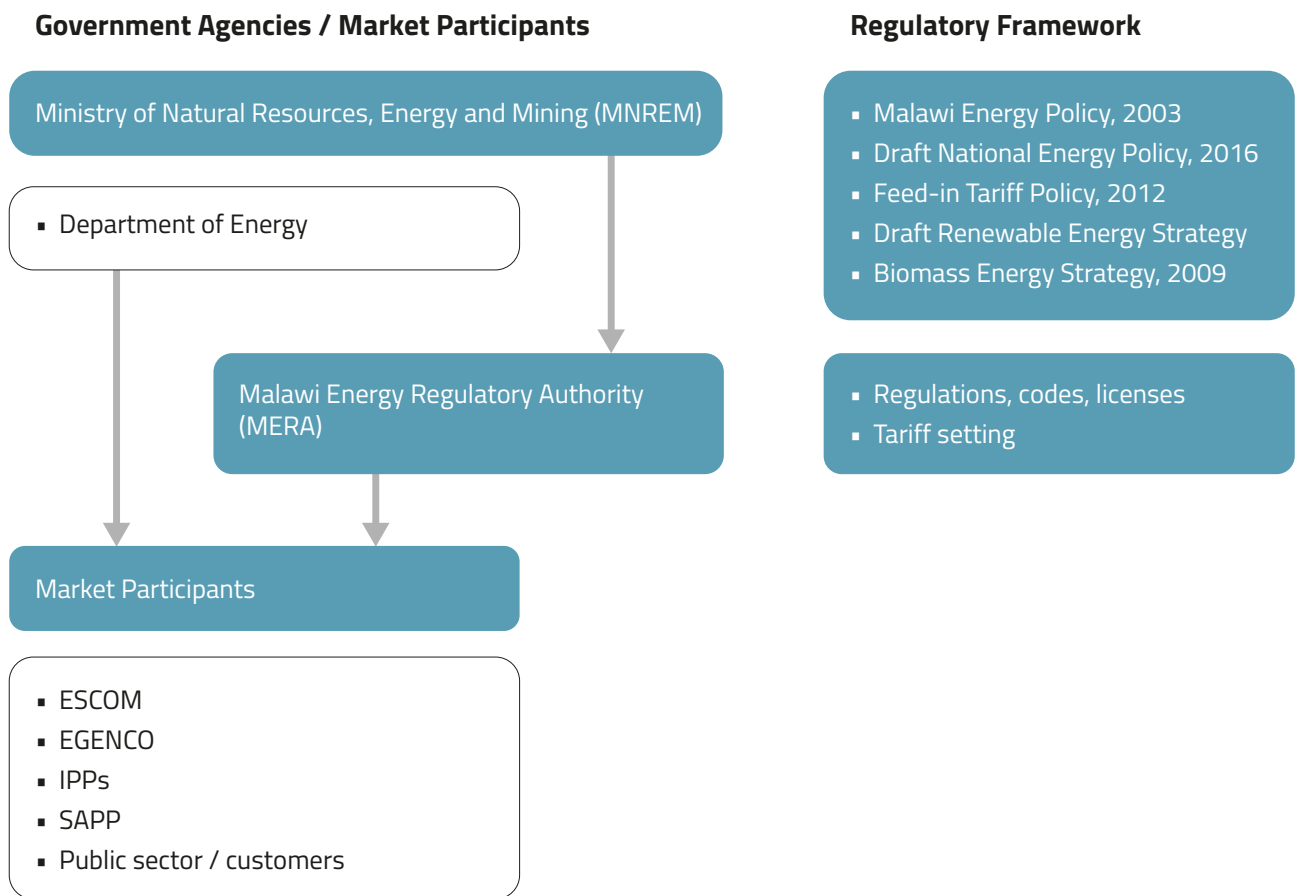 Government Agencies / Market Participants
Ministry of Natural Resources, Energy and Mining (MNREM)
▪ Department of Energy
Malawi Energy Regulatory Authority
(MERA)
Market Participants
▪ ESCOM
▪ EGENCO
▪ IPPs
▪ SAPP
▪ Public sector / customers
Regulatory Framework
▪ Malawi Energy Policy, 2003
▪ Draft National Energy Policy, 2016
▪ Feed-in Tariff Policy, 2012
▪ Draft Renewable Energy Strategy
▪ Biomass Energy Strategy, 2009
▪ Regulations, codes, licenses
▪ Tariff setting